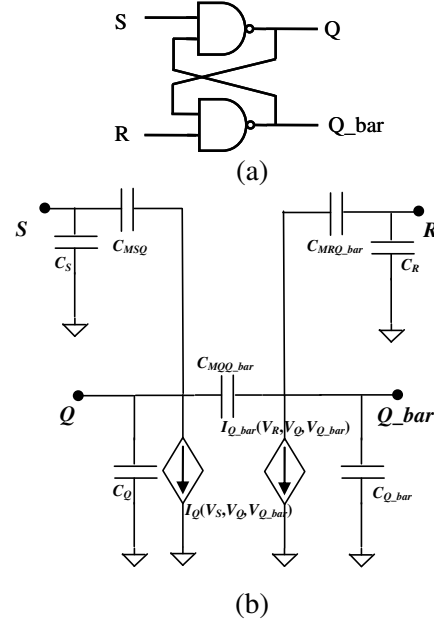 S
Q
R
Q_bar
(a)
S
C_MSQ
C_S
R
C_MRQ_bar
C_R
C_MQQ_bar
Q
Q_bar
I_Q_bar(V_R,V_Q,V_Q_bar)
C_Q
I_Q(V_S,V_Q,V_Q_bar)
C_Q_bar
(b)